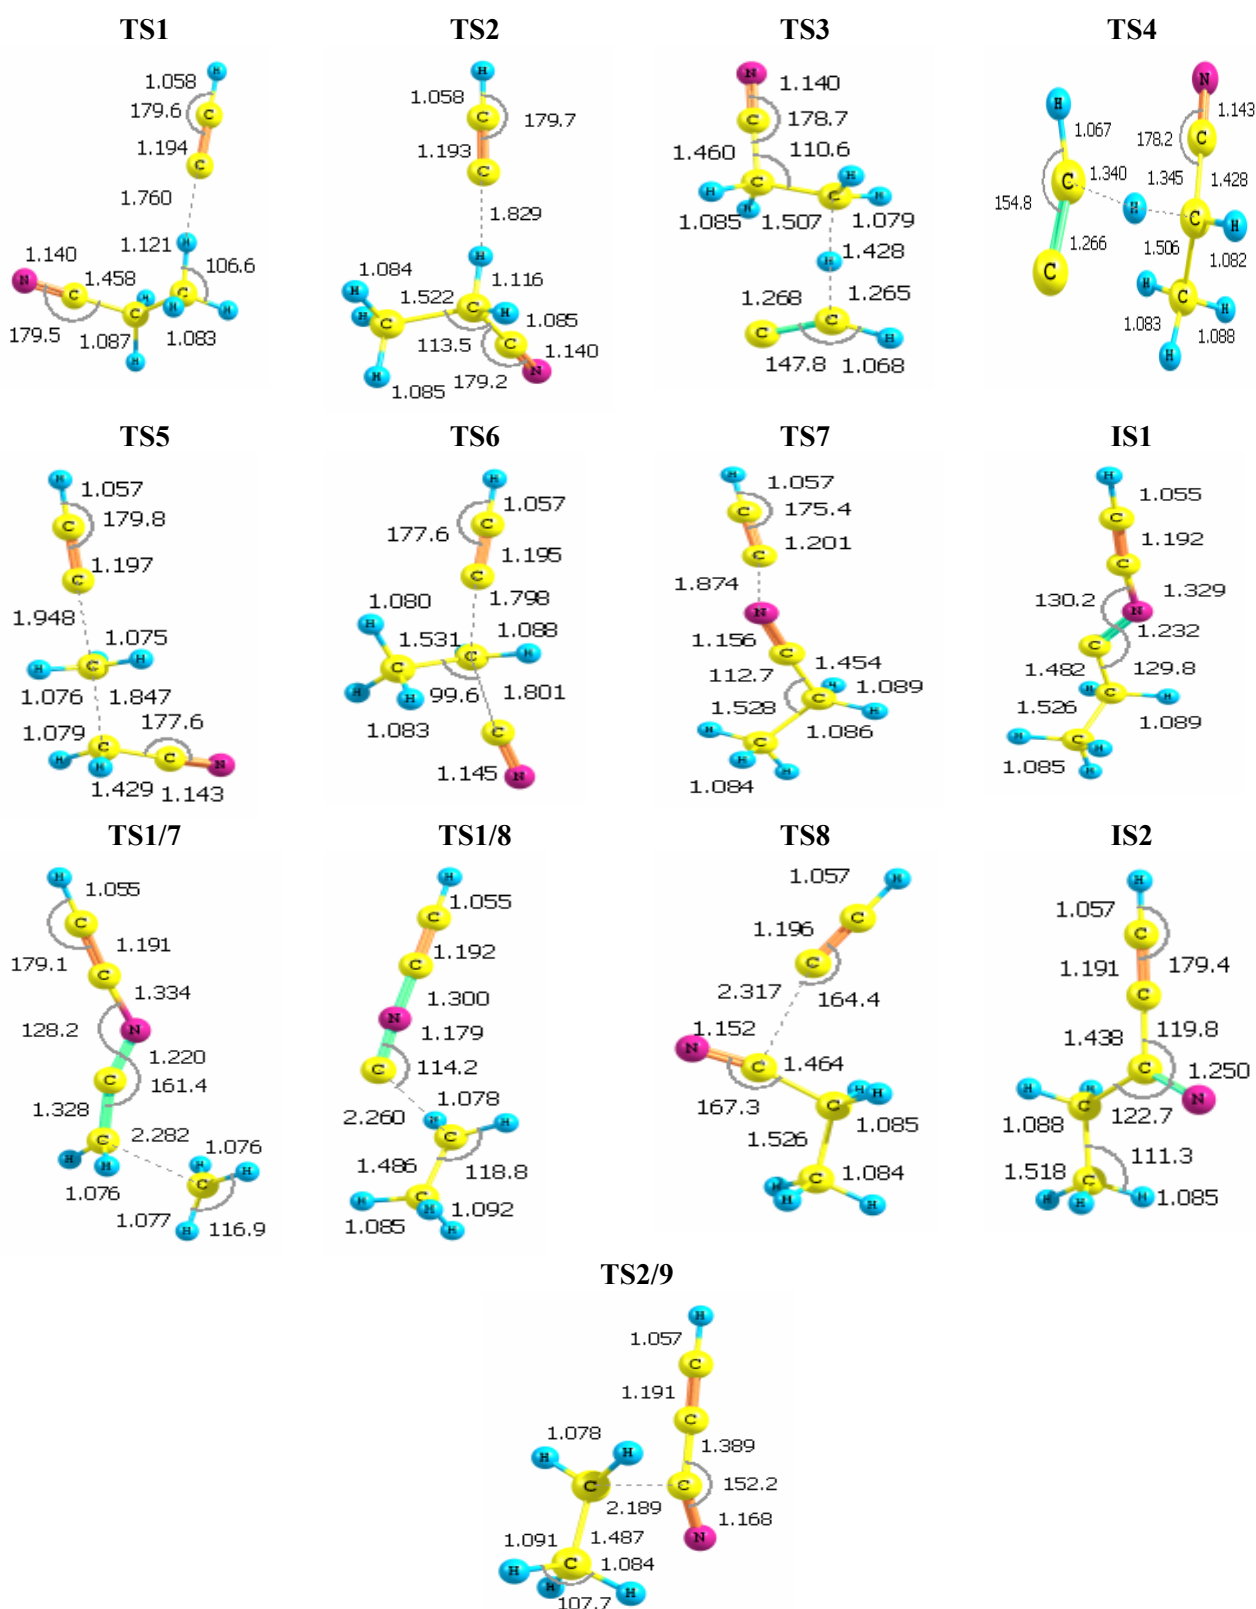 TS1
1.058
179.6
1.194
1.760
1.121
1.140
1.458
106.6
179.5
1.087
1.083
H
C
C
H
N
C
C
C
H
H
H
H
TS2
1.058
179.7
1.193
1.829
1.084
1.522
1.116
1.085
113.5
1.140
1.085
179.2
H
C
C
H
H
C
C
H
C
N
H
TS3
1.140
178.7
1.460
110.6
1.085
1.507
1.079
1.428
1.268
1.265
147.8
1.068
N
C
H
C
H
H
C
H
H
C
C
H
TS4
1.143
1.067
178.2
1.340
1.345
1.428
154.8
1.266
1.506
1.082
1.083
1.088
N
H
C
C
H
C
H
C
H
C
H
H
TS5
1.057
179.8
1.197
1.948
1.075
1.076
1.847
1.079
177.6
1.429
1.143
H
C
C
H
C
H
C
H
H
C
N
TS6
1.057
177.6
1.195
1.080
1.798
1.531
1.088
99.6
1.801
1.083
1.145
H
C
C
H
C
C
H
H
H
C
N
TS7
1.057
175.4
1.201
1.874
1.156
1.454
112.7
1.089
1.528
1.086
1.084
H
C
C
N
C
H
C
H
H
C
H
H
IS1
1.055
1.192
1.329
130.2
1.232
1.482
129.8
1.526
1.089
1.085
H
C
C
N
C
H
C
H
H
C
H
H
TS1/7
1.055
1.191
179.1
1.334
128.2
1.220
161.4
1.328
2.282
1.076
1.076
1.077
116.9
H
C
C
N
C
C
H
H
H
H
C
H
TS1/8
1.055
1.192
1.300
1.179
114.2
1.078
2.260
1.486
118.8
1.085
1.092
H
C
C
N
C
H
C
H
H
C
H
H
TS8
1.057
1.196
2.317
164.4
1.152
1.464
167.3
1.085
1.526
1.084
H
C
C
N
C
C
H
H
H
C
H
H
IS2
1.057
1.191
179.4
1.438
119.8
1.250
1.088
122.7
1.518
111.3
1.085
H
C
C
C
H
H
C
N
C
H
H
H
TS2/9
1.057
1.191
1.078
1.389
152.2
2.189
1.168
1.091
1.487
1.084
107.7
H
C
C
H
H
C
C
N
H
C
H
H